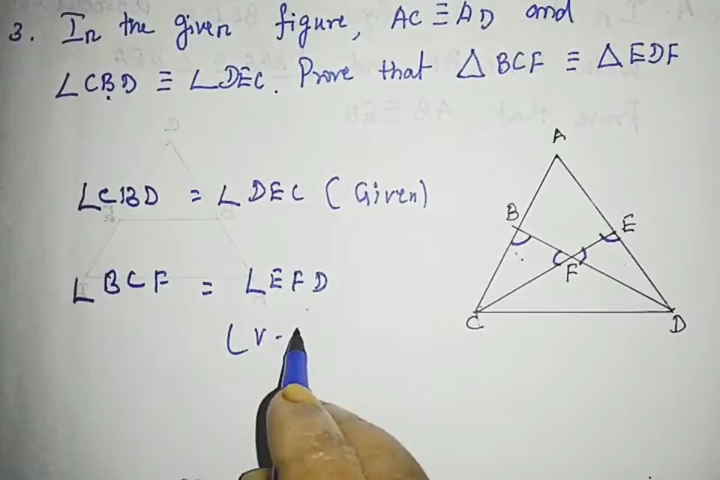 3. In the given figure, AC ≡ AD and
∠CBD ≡ ∠DEC. Prove that △BCF ≡ △EDF
∠CBD = ∠DEC (Given)
∠BCF = ∠EFD
(V.
A
B
E
F
C
D